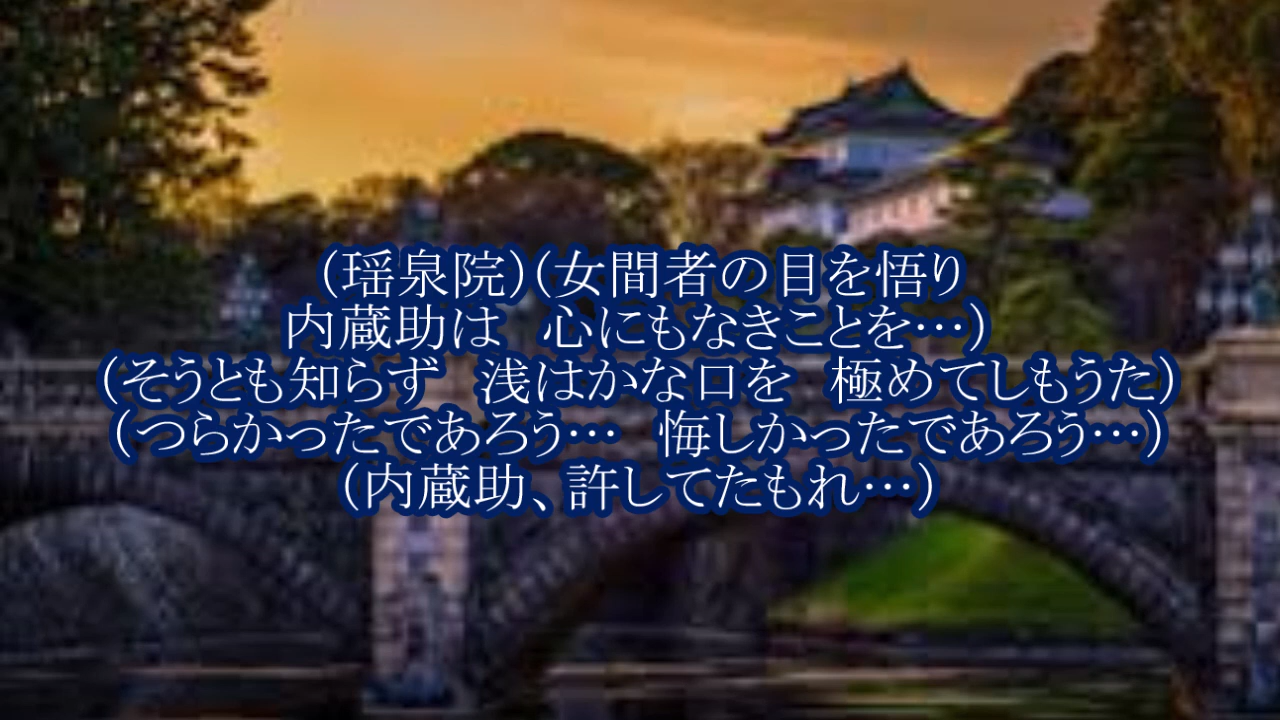 （瑶泉院）（女間者の目を悟り
内蔵助は　心にもなきことを…）
（そうとも知らず　浅はかな口を　極めてしもうた）
（つらかったであろう…　悔しかったであろう…）
（内蔵助、許してたもれ…）